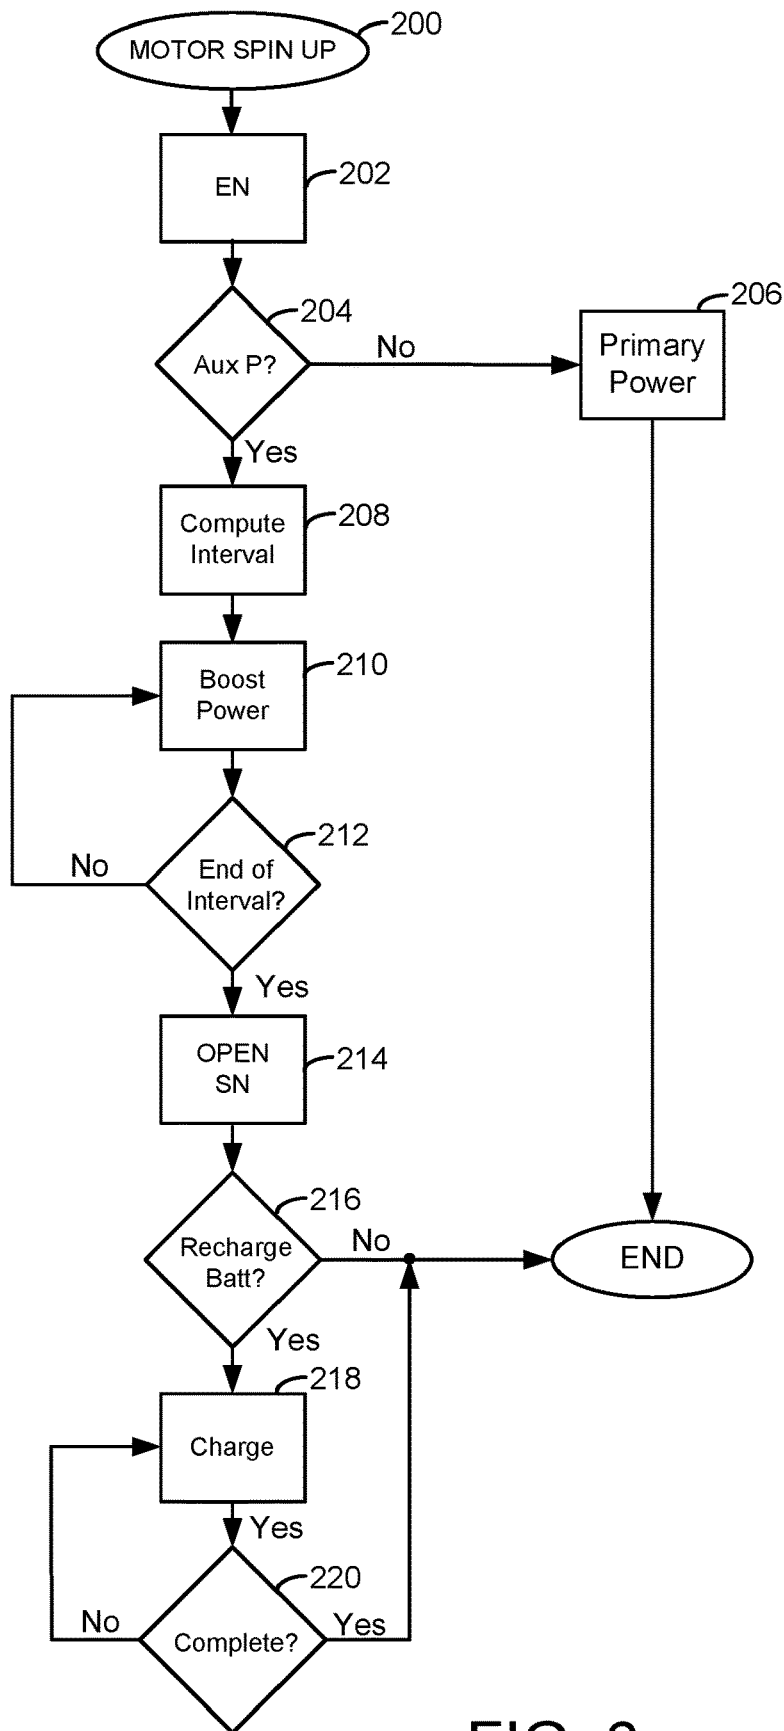 MOTOR SPIN UP
200
EN
202
Aux P?
204
No
Primary
Power
206
Yes
Compute
Interval
208
Boost
Power
210
End of
Interval?
212
No
Yes
OPEN
SN
214
Recharge
Batt?
216
No
END
Yes
Charge
218
Yes
Complete?
220
No
Yes
FIG.